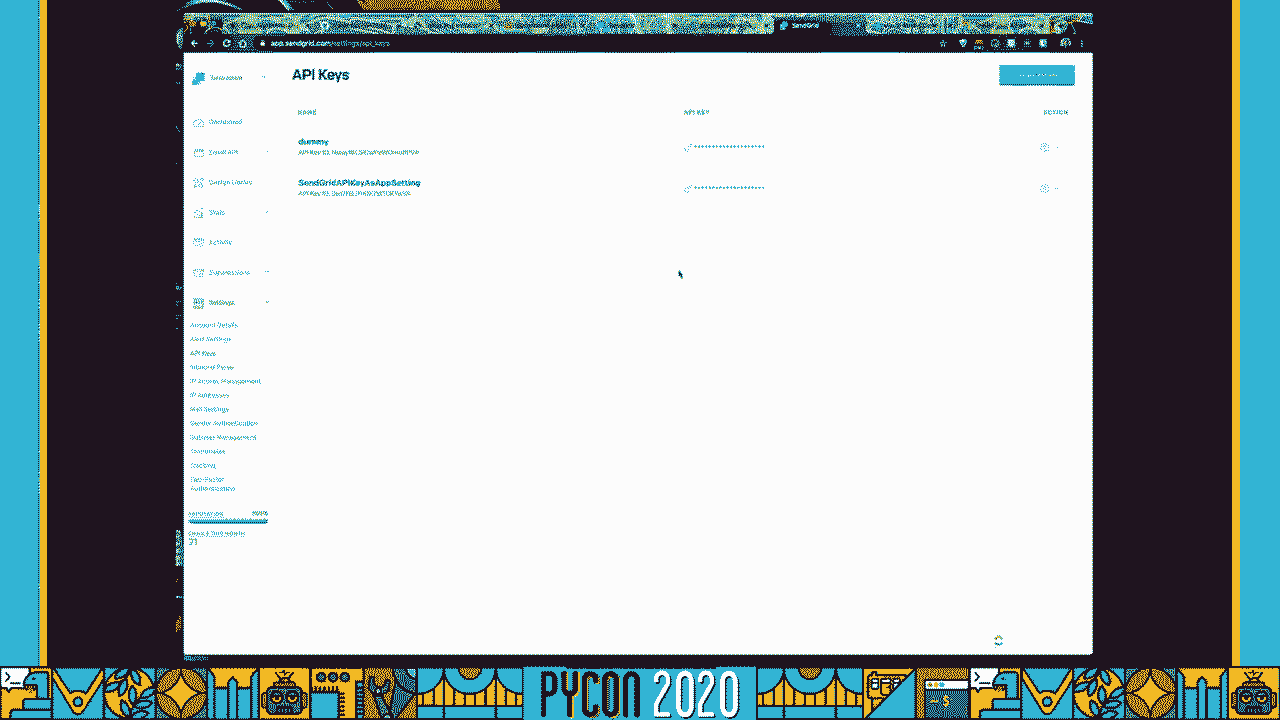 SendGrid
app.sendgrid.com/settings/api_keys
API Keys
NAME
API KEY
ACTION
dummy
SendGridAPIKeyAsAppSetting
Dashboard
Email API
Design Library
Stats
Activity
Suppressions
Settings
Account Details
Alert Settings
API Keys
Inbound Parse
IP Access Management
IP Addresses
Mail Settings
Sender Authentication
Subuser Management
Teammates
Tracking
Two-Factor
Authentication
PYCON 2020